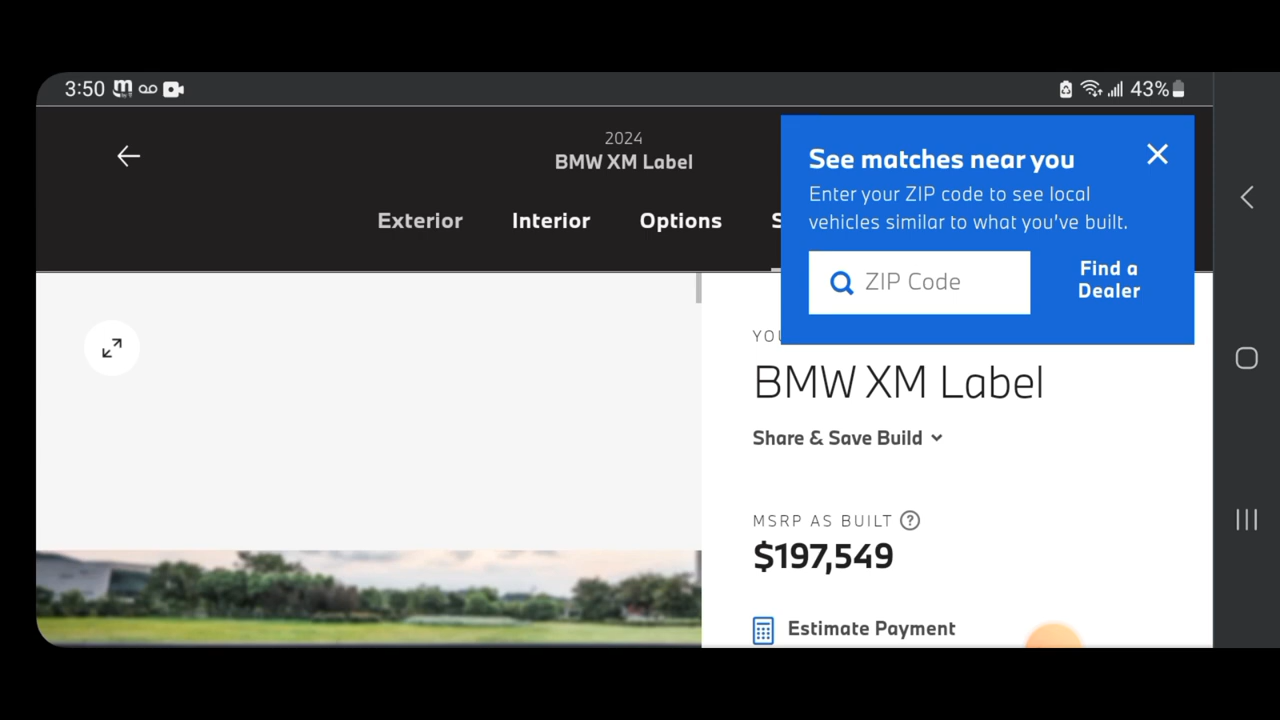 3:50
43%
2024
BMW XM Label
Exterior Interior Options S
See matches near you
Enter your ZIP code to see local
vehicles similar to what you've built.
ZIP Code
Find a
Dealer
YOU
BMW XM Label
Share & Save Build
MSRP AS BUILT ?
$197,549
Estimate Payment